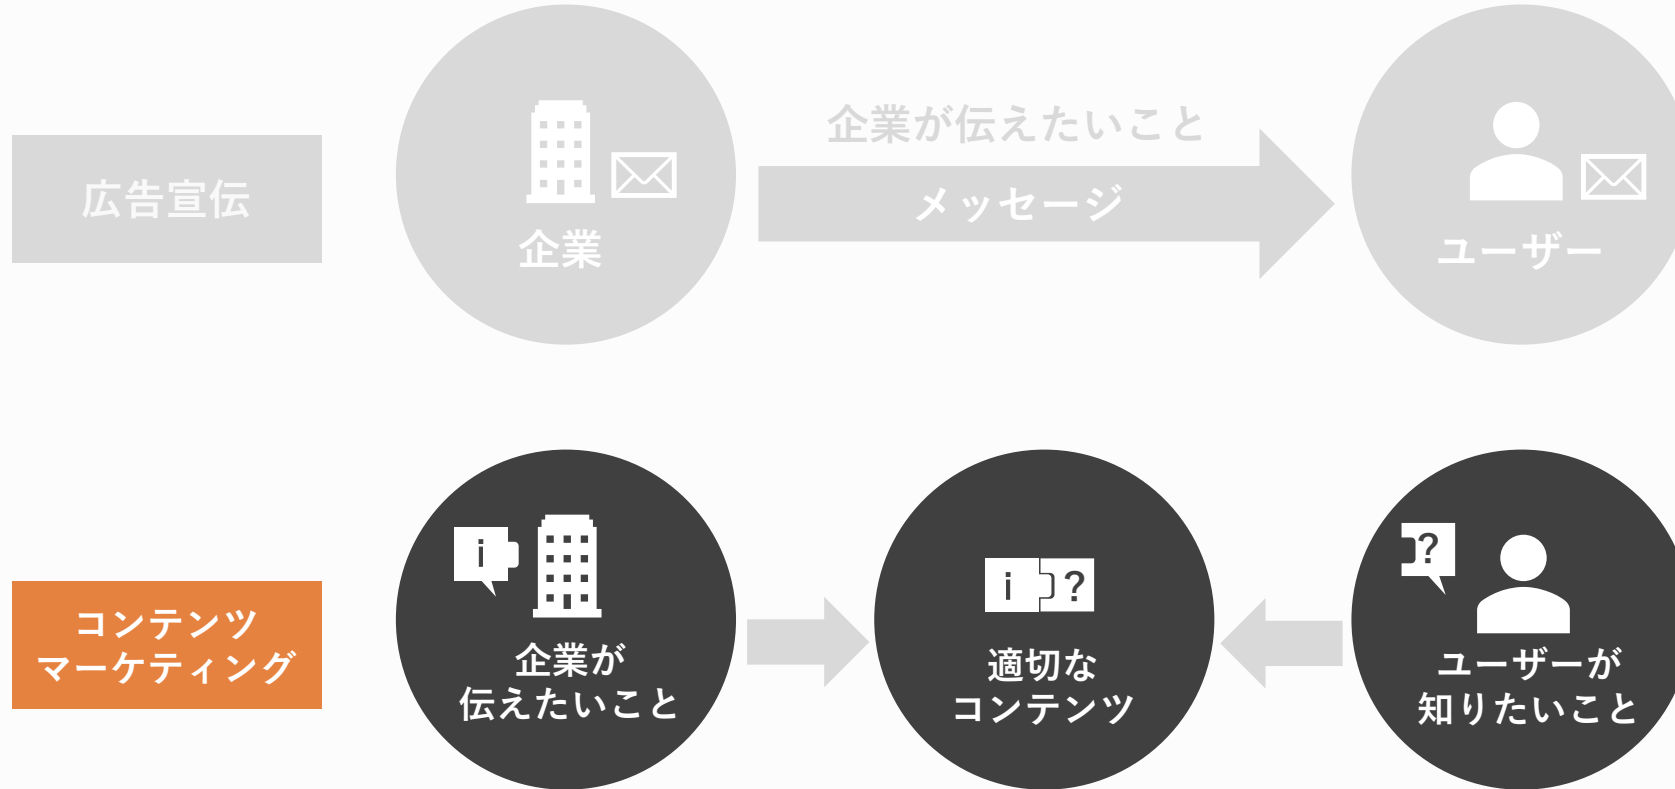 広告宣伝
企業
企業が伝えたいこと
メッセージ
ユーザー
コンテンツ
マーケティング
i
企業が
伝えたいこと
i ?
適切な
コンテンツ
?
ユーザーが
知りたいこと